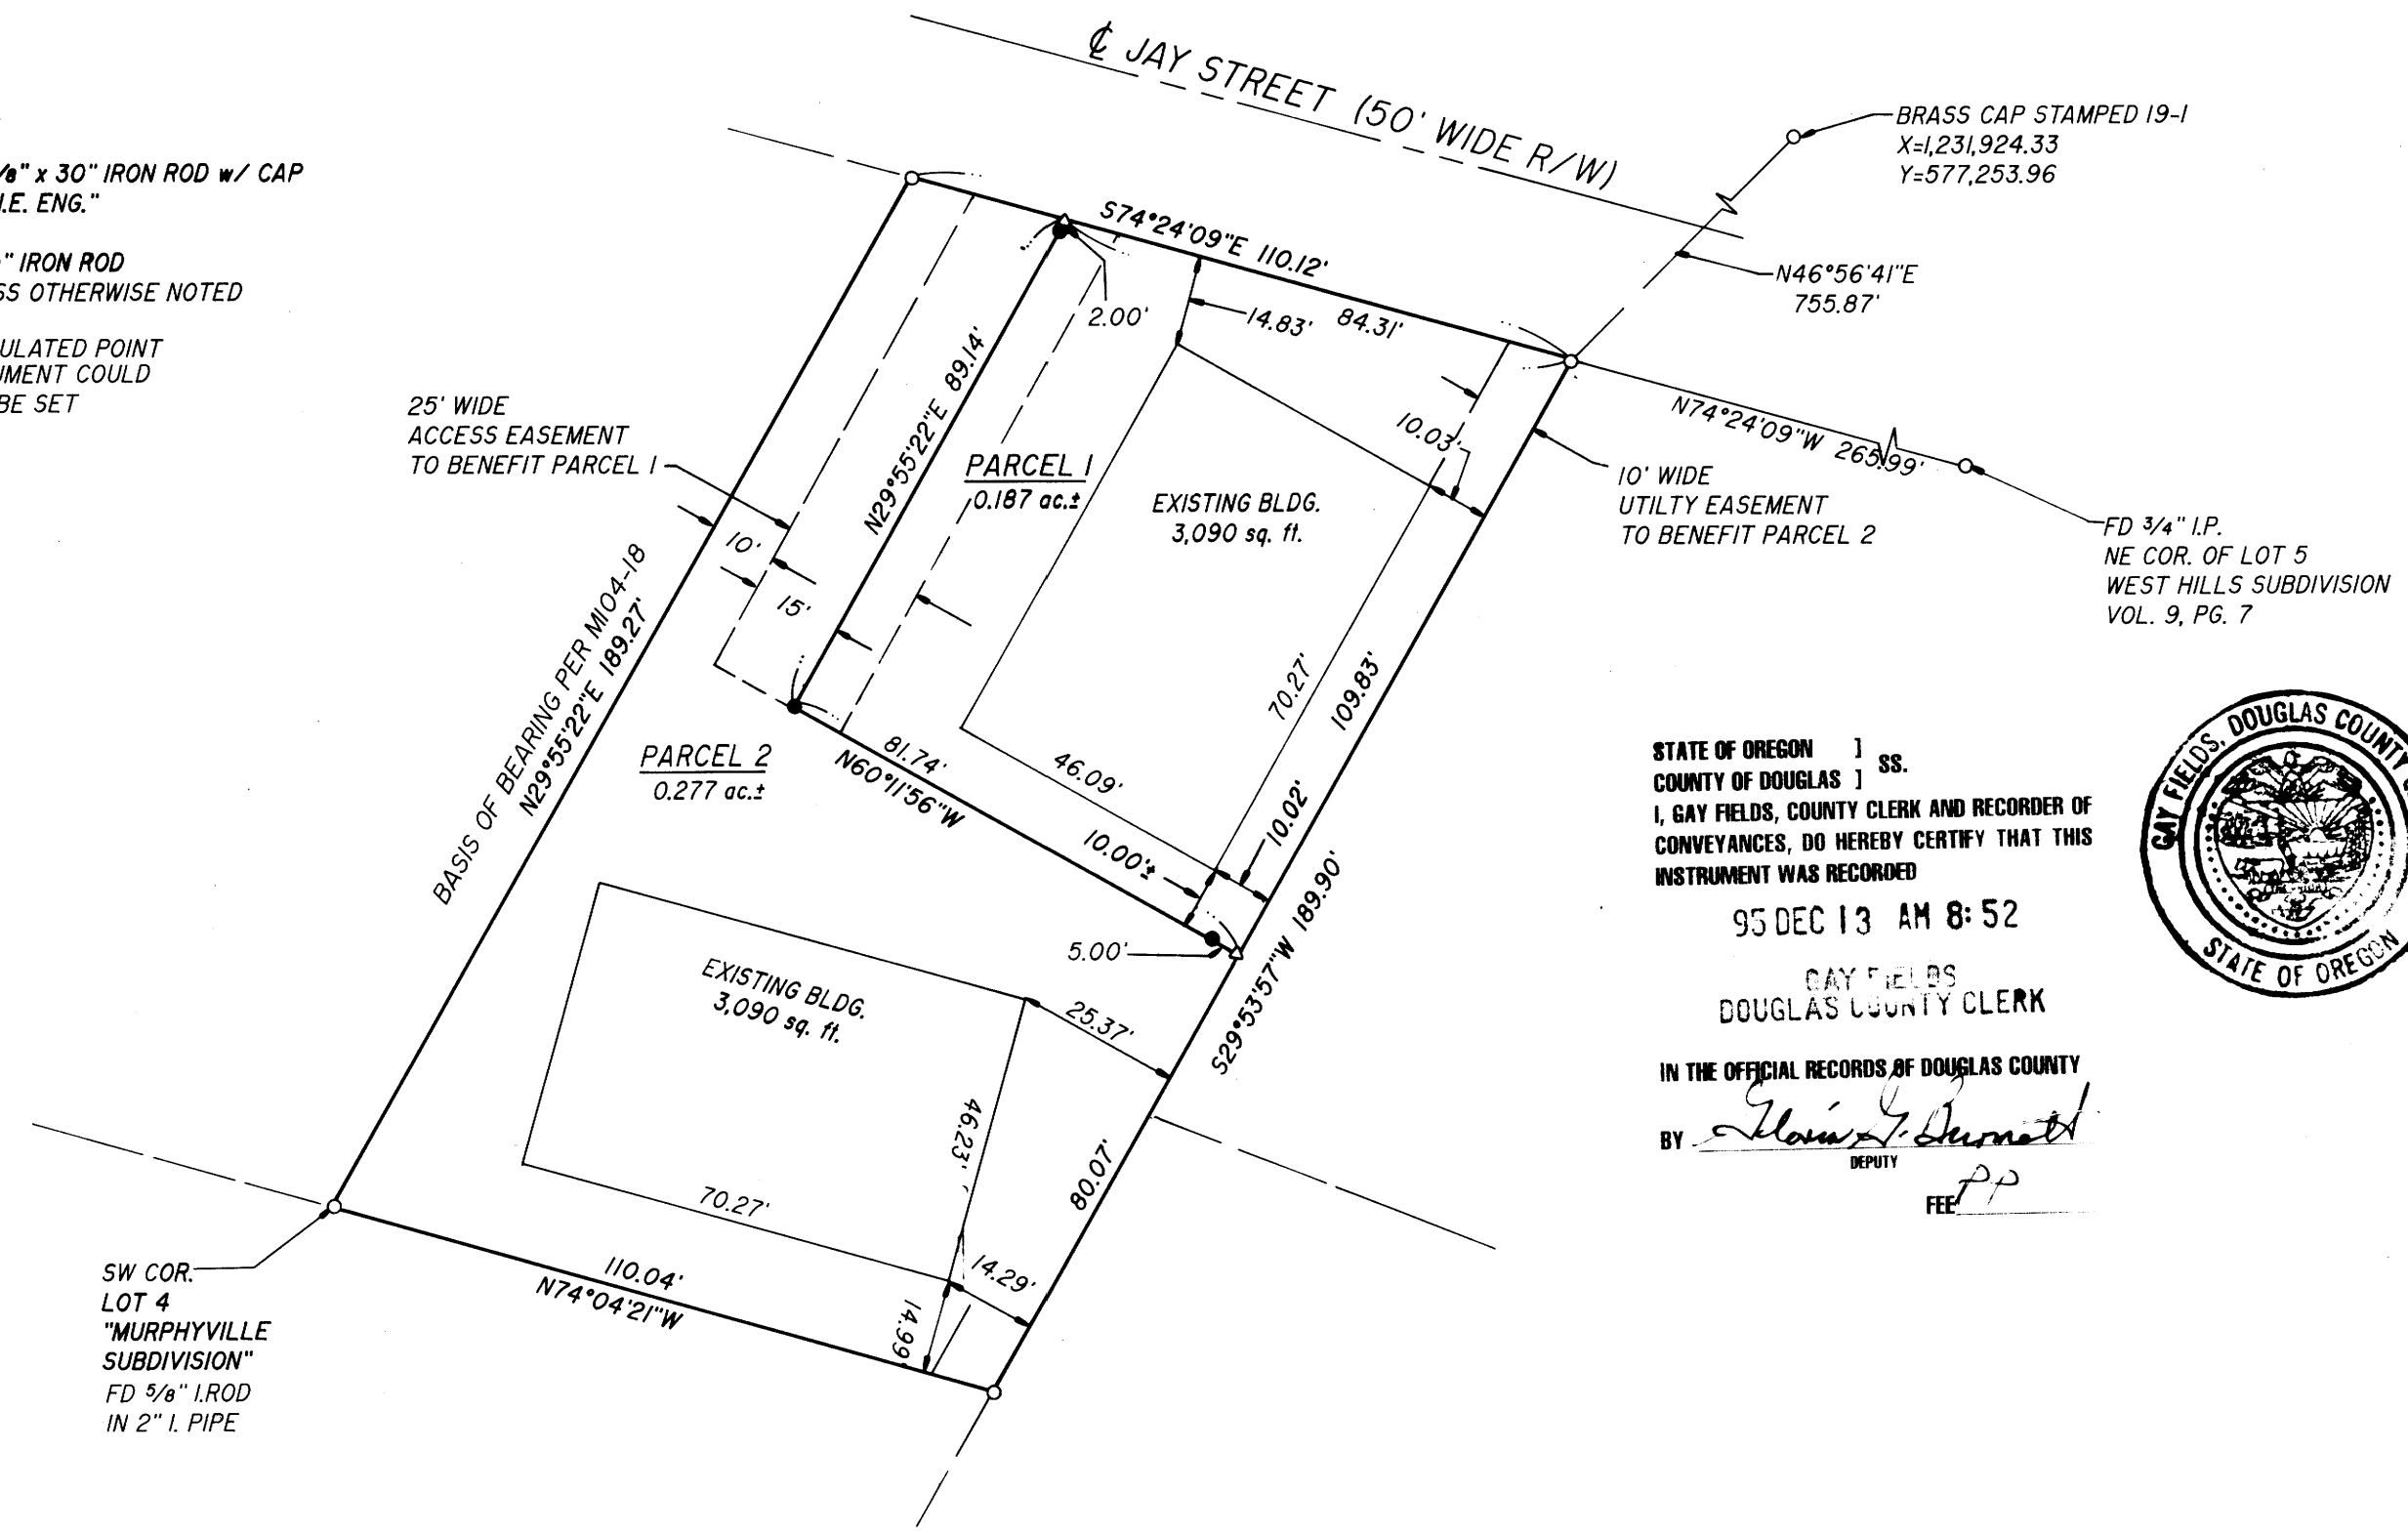 ℄ JAY STREET (50' WIDE R/W)
BRASS CAP STAMPED 19-1
X=1,231,924.33
Y=577,253.96
N46°56'41"E
755.87'
/8" x 30" IRON ROD w/ CAP
I.E. ENG."
" IRON ROD
SS OTHERWISE NOTED
ULATED POINT
UMENT COULD
BE SET
S74°24'09"E 110.12'
2.00'
14.83'
84.31'
N29°55'22"E 89.14'
25' WIDE
ACCESS EASEMENT
TO BENEFIT PARCEL 1
PARCEL 1
0.187 ac.±
EXISTING BLDG.
3,090 sq. ft.
10.03'
N74°24'09"W 265.99'
10' WIDE
UTILTY EASEMENT
TO BENEFIT PARCEL 2
FD 3/4" I.P.
NE COR. OF LOT 5
WEST HILLS SUBDIVISION
VOL. 9, PG. 7
10'
15'
BASIS OF BEARING PER M104-18
N29°55'22"E 189.27'
70.27'
109.83'
PARCEL 2
0.277 ac.±
81.74'
N60°11'56"W
46.09'
10.00'±
10.02'
5.00'
S29°53'57"W 189.90'
EXISTING BLDG.
3,090 sq. ft.
25.37'
46.23'
80.07'
70.27'
14.29'
14.99'
110.04'
N74°04'21"W
SW COR.
LOT 4
"MURPHYVILLE
SUBDIVISION"
FD 5/8" I.ROD
IN 2" I. PIPE
STATE OF OREGON ] SS.
COUNTY OF DOUGLAS ]
I, GAY FIELDS, COUNTY CLERK AND RECORDER OF
CONVEYANCES, DO HEREBY CERTIFY THAT THIS
INSTRUMENT WAS RECORDED
95 DEC 13 AM 8:52
GAY FIELDS
DOUGLAS COUNTY CLERK
IN THE OFFICIAL RECORDS OF DOUGLAS COUNTY
BY
DEPUTY
FEE PP
GAY FIELDS, DOUGLAS COUNTY
STATE OF OREGON